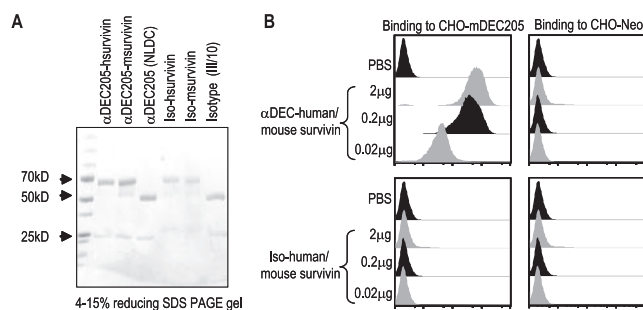 A
αDEC205-hsurvivin
αDEC205-msurvivin
αDEC205 (NLDC)
Iso-hsurvivin
Iso-msurvivin
Isotype (III/10)
70kD
50kD
25kD
4-15% reducing SDS PAGE gel
B
Binding to CHO-mDEC205
Binding to CHO-Neo
PBS
2µg
αDEC-human/
mouse survivin
0.2µg
0.02µg
PBS
2µg
Iso-human/
mouse survivin
0.2µg
0.02µg